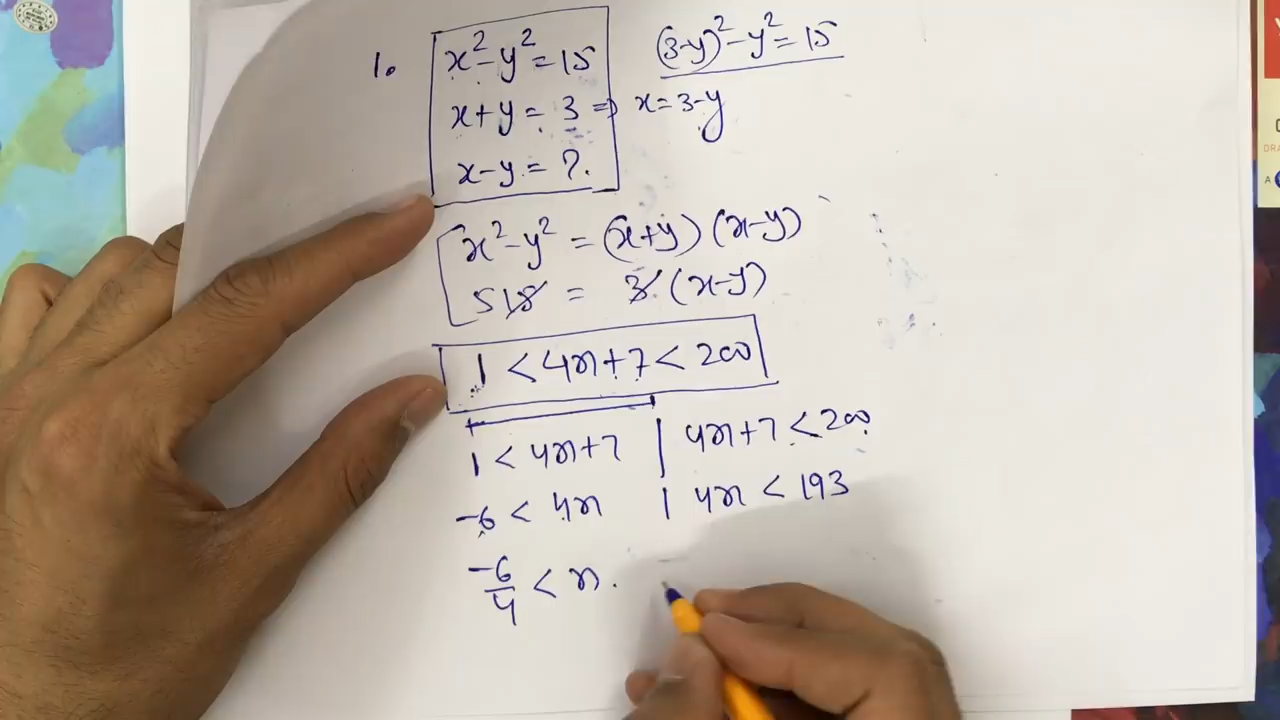 1. x² - y² = 15 (3-y)² - y² = 15
x + y = 3 ⇒ x = 3-y
x - y = ?
x² - y² = (x+y) (x-y)
5 15 = 3 (x-y)
1 < 4n + 7 < 200
1 < 4n + 7 | 4n + 7 < 200
-6 < 4n | 4n < 193
-6/4 < n.